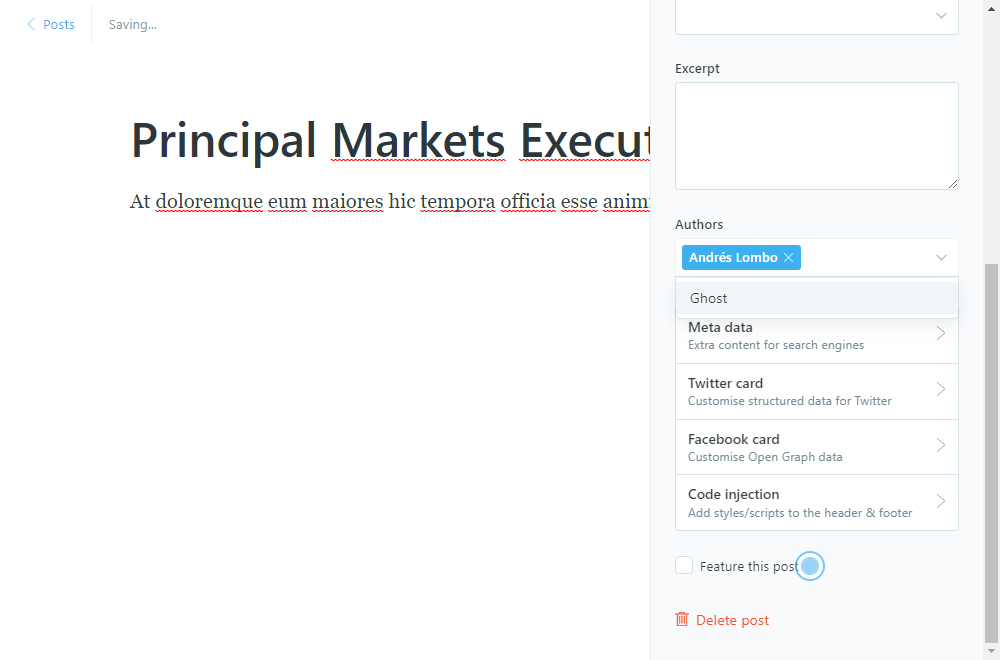 Posts
Saving...
Principal Markets Execut
At doloremque eum maiores hic tempora officia esse anim
Excerpt
Authors
Andrés Lombo
Ghost
Meta data
Extra content for search engines
Twitter card
Customise structured data for Twitter
Facebook card
Customise Open Graph data
Code injection
Add styles/scripts to the header & footer
Feature this post
Delete post